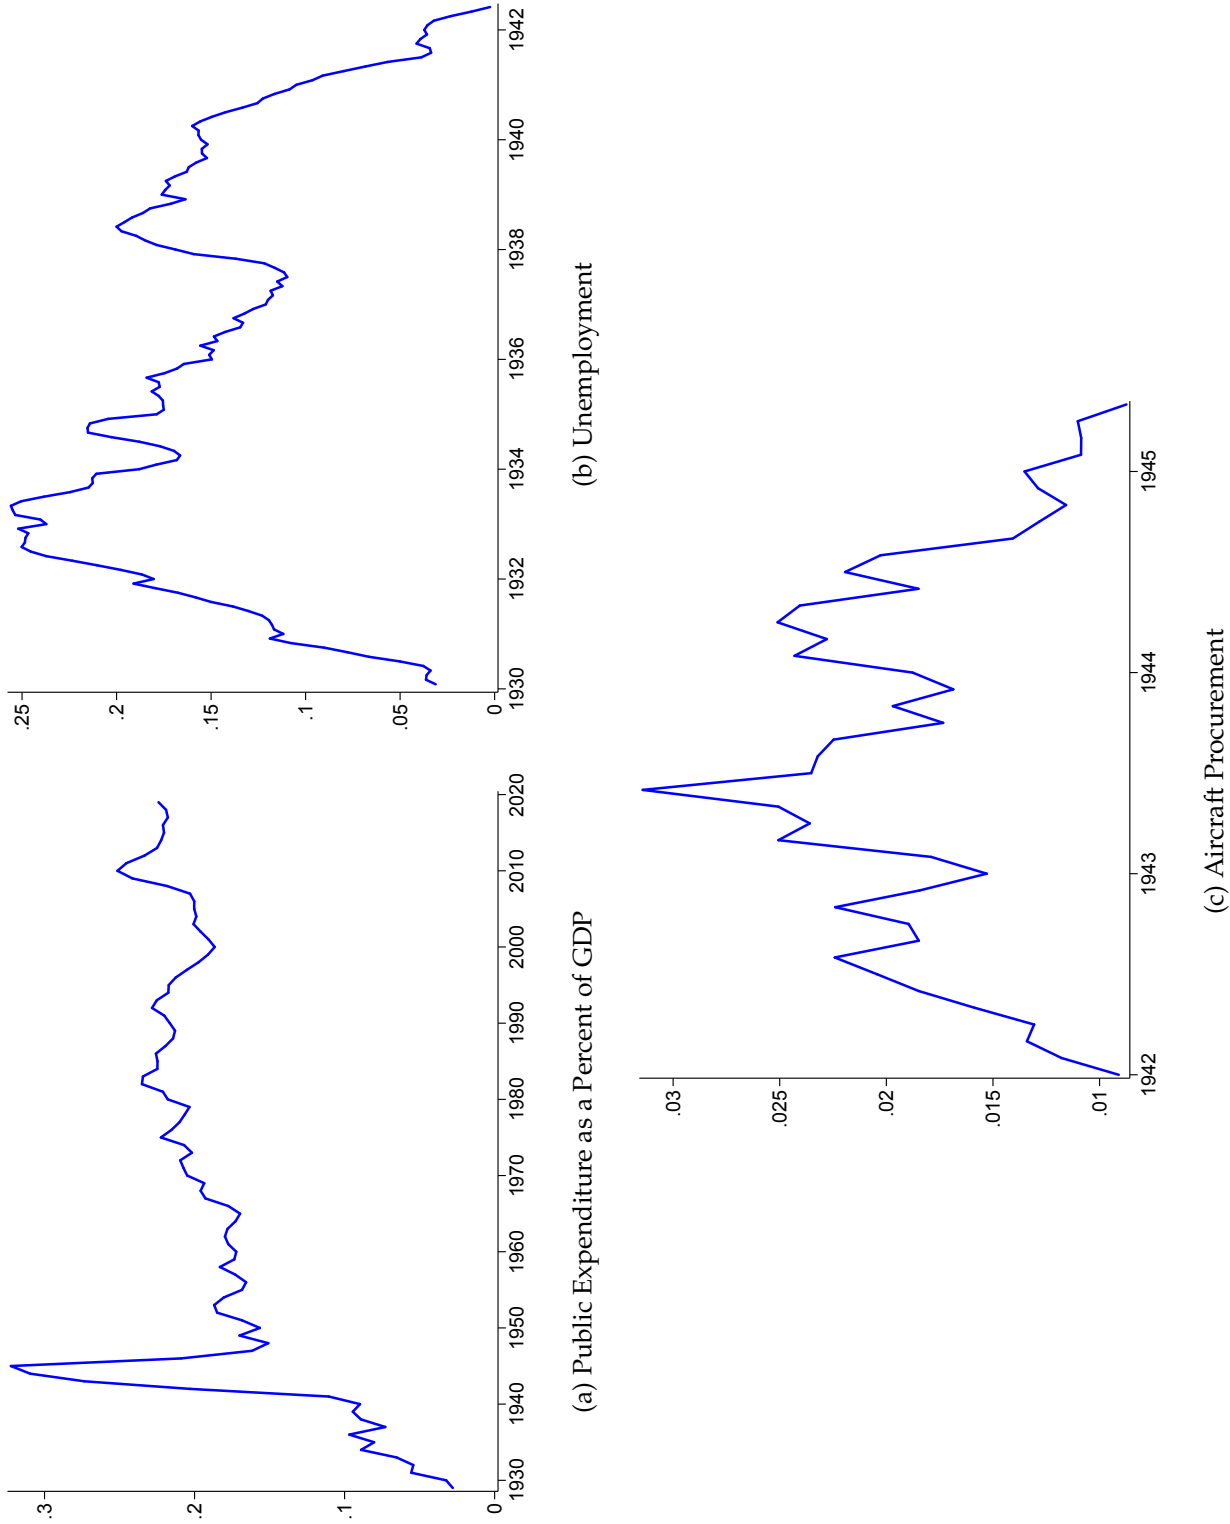 .3
.2
.1
0
1930 1940 1950 1960 1970 1980 1990 2000 2010 2020
(a) Public Expenditure as a Percent of GDP
.25
.2
.15
.1
.05
0
1930 1932 1934 1936 1938 1940 1942
(b) Unemployment
.03
.025
.02
.015
.01
1942 1943 1944 1945
(c) Aircraft Procurement